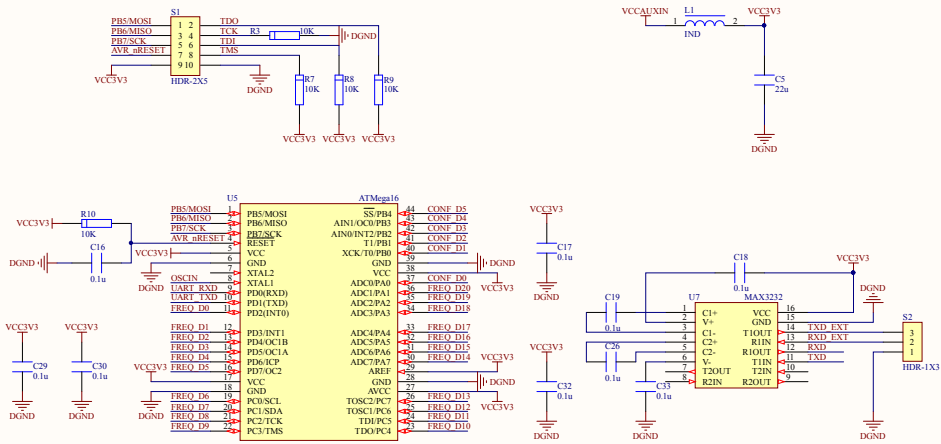 S1
PB5/MOSI 1 2 TDO
PB6/MISO 3 4 TCK R3 10K DGND
PB7/SCK 5 6 TDI
AVR_nRESET 7 8 TMS
9 10
VCC3V3 HDR-2X5 DGND
R7 10K R8 10K R9 10K
VCC3V3 VCC3V3 VCC3V3
VCCAUXIN L1 VCC3V3
1 2
IND
C5
22u
DGND
U5 ATMega16
VCC3V3 R10
10K
DGND C16
0.1u
VCC3V3
DGND
PB5/MOSI 1 PB5/MOSI SS/PB4 44 CONF_D5
PB6/MISO 2 PB6/MISO AIN1/OC0/PB3 43 CONF_D4
PB7/SCK 3 PB7/SCK AIN0/INT2/PB2 42 CONF_D3
AVR_nRESET 4 RESET T1/PB1 41 CONF_D2
5 VCC XCK/T0/PB0 40 CONF_D1
6 GND GND 39 DGND
7 XTAL2 VCC 38 VCC3V3
OSCIN 8 XTAL1 ADC0/PA0 37 CONF_D0
UART_RXD 9 PD0(RXD) ADC1/PA1 36 FREQ_D20
UART_TXD 10 PD1(TXD) ADC2/PA2 35 FREQ_D19
FREQ_D0 11 PD2(INT0) ADC3/PA3 34 FREQ_D18
FREQ_D1 12 PD3/INT1 ADC4/PA4 33 FREQ_D17
FREQ_D2 13 PD4/OC1B ADC5/PA5 32 FREQ_D16
FREQ_D3 14 PD5/OC1A ADC6/PA6 31 FREQ_D15
FREQ_D4 15 PD6/ICP ADC7/PA7 30 FREQ_D14
FREQ_D5 16 PD7/OC2 AREF 29 VCC3V3
VCC3V3 17 VCC GND 28 DGND
18 GND AVCC 27 VCC3V3
FREQ_D6 19 PC0/SCL TOSC2/PC7 26 FREQ_D13
FREQ_D7 20 PC1/SDA TOSC1/PC6 25 FREQ_D12
FREQ_D8 21 PC2/TCK TDI/PC5 24 FREQ_D11
FREQ_D9 22 PC3/TMS TDO/PC4 23 FREQ_D10
DGND
VCC3V3
C29
0.1u
DGND
VCC3V3
C30
0.1u
DGND
VCC3V3
C17
0.1u
DGND
VCC3V3
C32
0.1u
DGND
C18
0.1u
VCC3V3
DGND
C19
0.1u
C26
0.1u
C33
0.1u
DGND
U7 MAX3232
1 C1+ VCC 16
2 V+ GND 15
3 C1- T1OUT 14 TXD_EXT
4 C2+ R1IN 13 RXD_EXT
5 C2- R1OUT 12 RXD
6 V- T1IN 11 TXD
7 T2OUT T2IN 10
8 R2IN R2OUT 9
S2
3
2
1
HDR-1X3
DGND